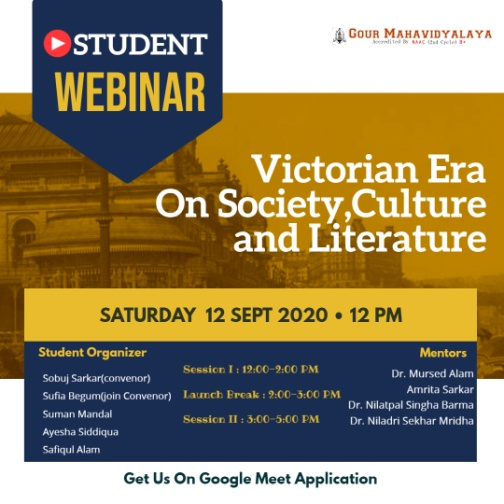 STUDENT
WEBINAR
GOUR MAHAVIDYALAYA
Accredited By NAAC (2nd Cycle) B+
Victorian Era
On Society,Culture
and Literature
SATURDAY 12 SEPT 2020 • 12 PM
Student Organizer
Sobuj Sarkar(convenor)
Sufia Begum(join Convenor)
Suman Mandal
Ayesha Siddiqua
Safiqul Alam
Session I : 12:00-2:00 PM
Launch Break : 2:00-3:00 PM
Session II : 3:00-5:00 PM
Mentors
Dr. Mursed Alam
Amrita Sarkar
Dr. Nilatpal Singha Barma
Dr. Niladri Sekhar Mridha
Get Us On Google Meet Application